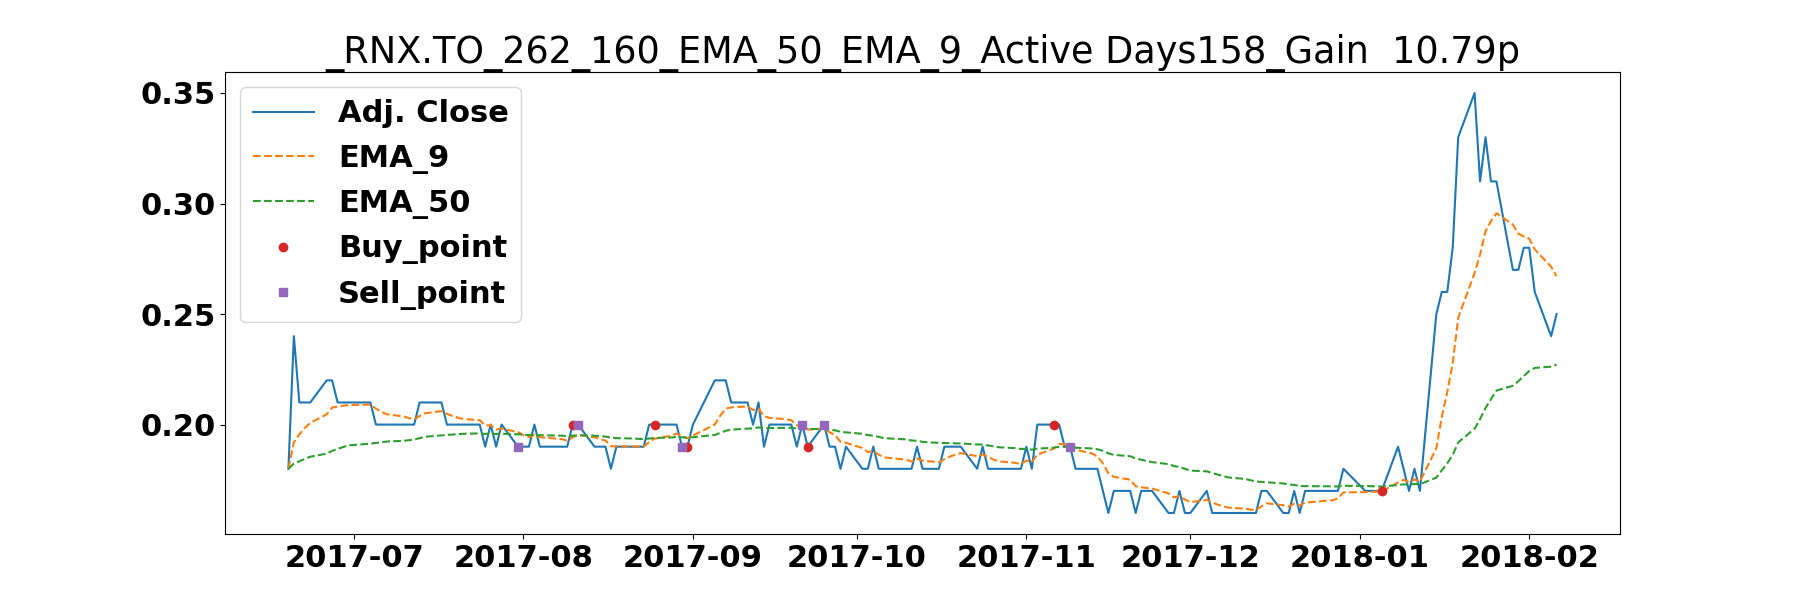 _RNX.TO_262_160_EMA_50_EMA_9_Active Days158_Gain  10.79p
0.35
0.30
0.25
0.20
Adj. Close
EMA_9
EMA_50
Buy_point
Sell_point
2017-07 2017-08 2017-09 2017-10 2017-11 2017-12 2018-01 2018-02